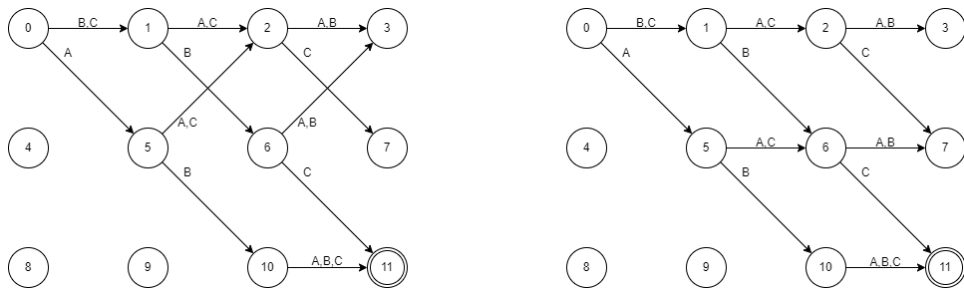 0 B,C 1 A,C 2 A,B 3 0 B,C 1 A,C 2 A,B 3
A B C A B C
4 5 A,C 6 A,B 7 4 5 A,C 6 A,B 7
B C B C
8 9 10 A,B,C 11 8 9 10 A,B,C 11